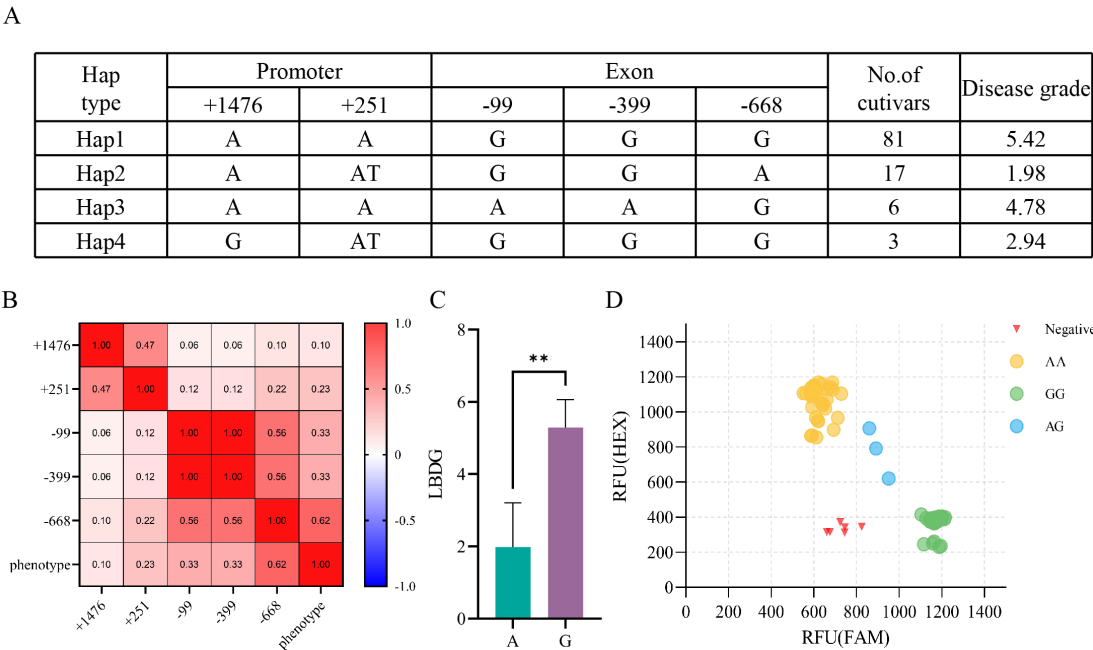 A
Hap type Promoter Exon No.of cutivars Disease grade
+1476 +251 -99 -399 -668
Hap1 A A G G G 81 5.42
Hap2 A AT G G A 17 1.98
Hap3 A A A A G 6 4.78
Hap4 G AT G G G 3 2.94
B
+1476 1.00 0.47 0.06 0.06 0.10 0.10
+251 0.47 1.00 0.12 0.12 0.22 0.23
-99 0.06 0.12 1.00 1.00 0.56 0.33
-399 0.06 0.12 1.00 1.00 0.56 0.33
-668 0.10 0.22 0.56 0.56 1.00 0.62
phenotype 0.10 0.23 0.33 0.33 0.62 1.00
+1476 +251 -99 -399 -668 phenotype
1.0
0.5
0
-0.5
-1.0
C
LBDG
8
6
4
2
0
**
A G
D
RFU(HEX)
1400
1200
1000
800
600
400
200
0
0 200 400 600 800 1000 1200 1400
RFU(FAM)
Negative
AA
GG
AG